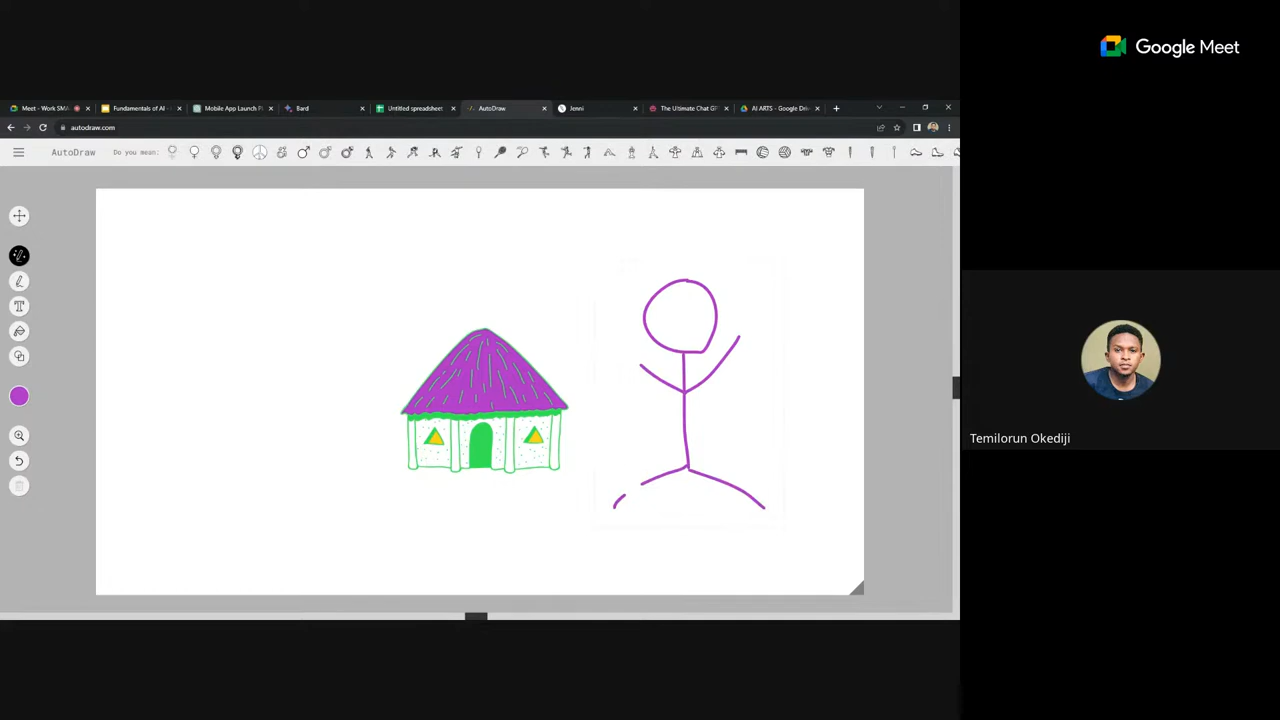 Google Meet
Meet - Work SMA
Fundamentals of AI -
Mobile App Launch P
Bard
Untitled spreadsheet
AutoDraw
Jenni
The Ultimate Chat GP
AI ARTS - Google Driv
autodraw.com
AutoDraw
Do you mean:
T
Temilorun Okediji